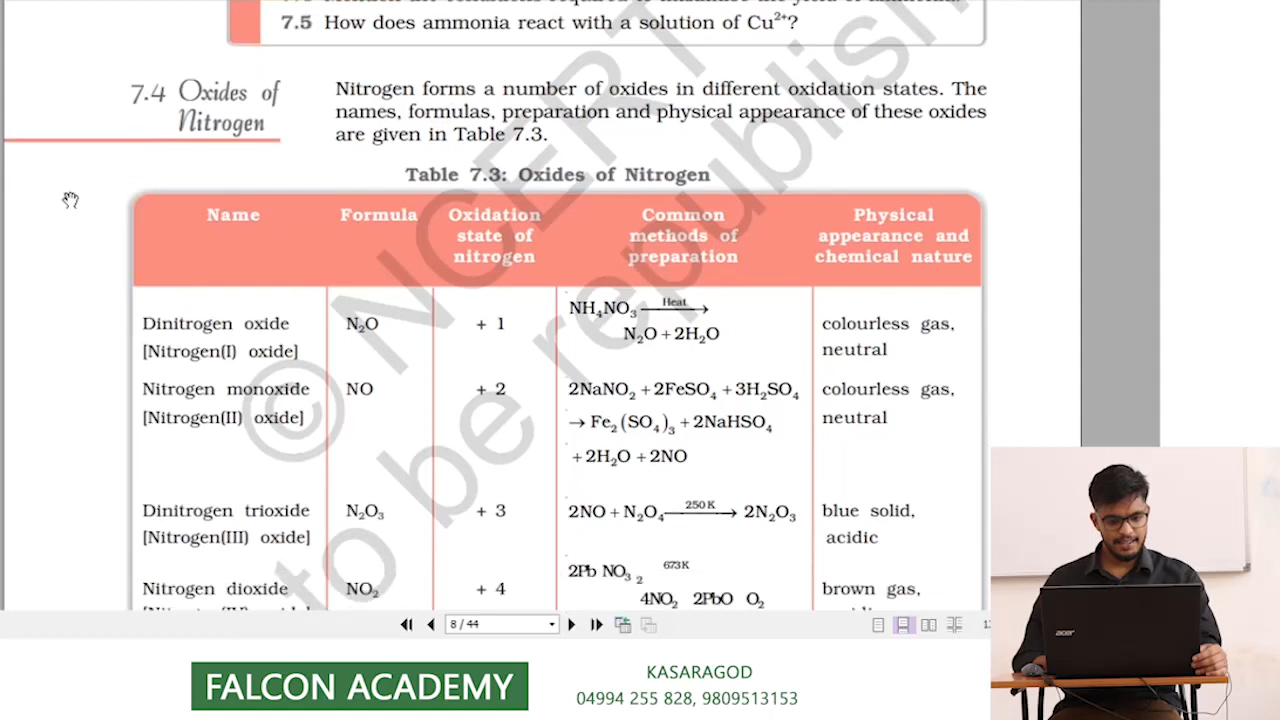 7.5 How does ammonia react with a solution of Cu2+?
7.4 Oxides of
Nitrogen
Nitrogen forms a number of oxides in different oxidation states. The
names, formulas, preparation and physical appearance of these oxides
are given in Table 7.3.
Table 7.3: Oxides of Nitrogen
Name Formula Oxidation state of nitrogen Common methods of preparation Physical appearance and chemical nature
Dinitrogen oxide [Nitrogen(I) oxide] N2O + 1 NH4NO3 Heat→ N2O + 2H2O colourless gas, neutral
Nitrogen monoxide [Nitrogen(II) oxide] NO + 2 2NaNO2 + 2FeSO4 + 3H2SO4 → Fe2(SO4)3 + 2NaHSO4 + 2H2O + 2NO colourless gas, neutral
Dinitrogen trioxide [Nitrogen(III) oxide] N2O3 + 3 2NO + N2O4 250 K→ 2N2O3 blue solid, acidic
Nitrogen dioxide NO2 + 4 2Pb NO3 2 673K 4NO2 2PbO O2 brown gas,
© NCERT
to be republish
8 / 44
acer
FALCON ACADEMY
KASARAGOD
04994 255 828, 9809513153